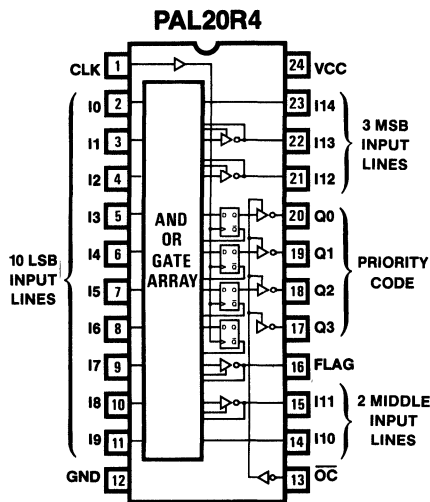 PAL20R4
CLK 1
24 VCC
I0 2
23 I14
I1 3
22 I13
I2 4
21 I12
3 MSB
INPUT
LINES
I3 5
20 Q0
I4 6
19 Q1
I5 7
18 Q2
I6 8
17 Q3
PRIORITY
CODE
10 LSB
INPUT
LINES
AND
OR
GATE
ARRAY
I7 9
16 FLAG
I8 10
15 I11
I9 11
14 I10
2 MIDDLE
INPUT
LINES
GND 12
13 OC